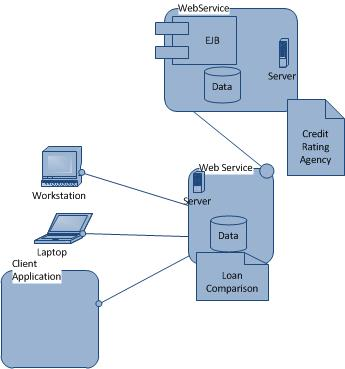 WebService
EJB
Server
Data
Credit
Rating
Agency
Web Service
Workstation
Server
Laptop
Data
Client
Application
Loan
Comparison